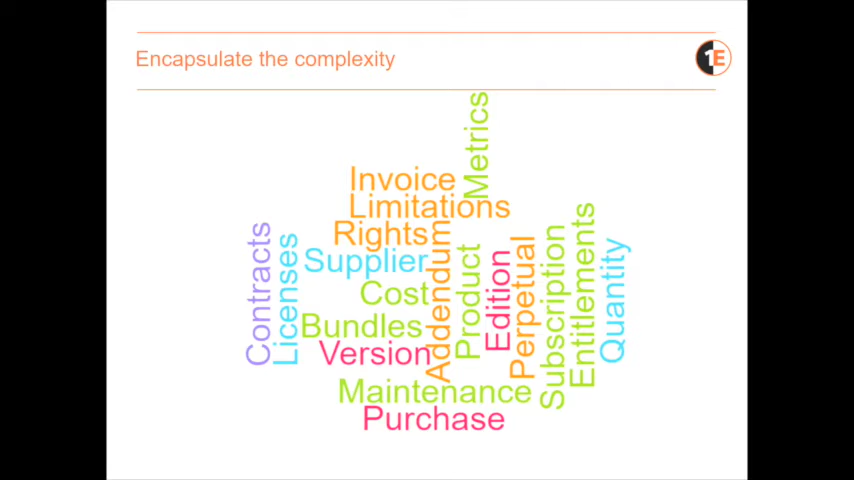 Encapsulate the complexity
1E
Metrics
Invoice
Limitations
Rights
Supplier
Cost
Bundles
Version
Maintenance
Purchase
Contracts
Licenses
Addendum
Product
Edition
Perpetual
Subscription
Entitlements
Quantity